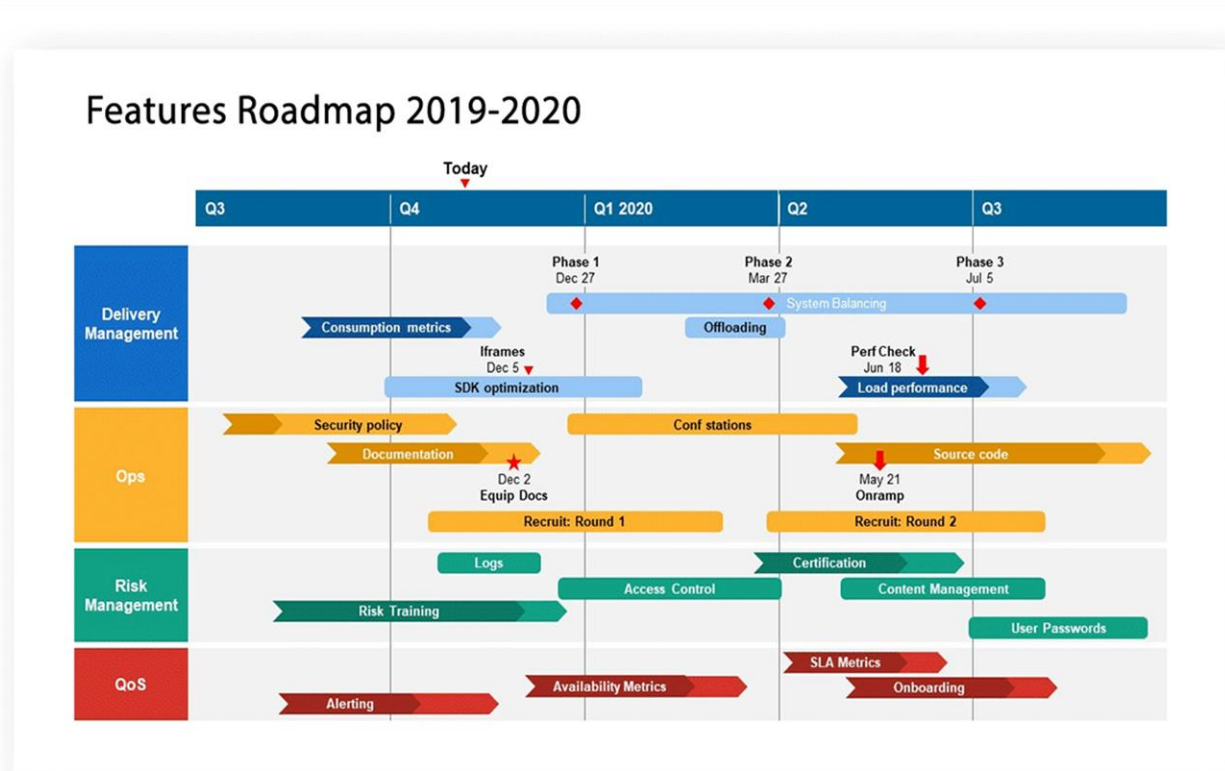 Features Roadmap 2019-2020
Today
Q3
Q4
Q1 2020
Q2
Q3
Delivery
Management
Phase 1
Dec 27
Phase 2
Mar 27
Phase 3
Jul 5
System Balancing
Consumption metrics
Offloading
Iframes
Dec 5
Perf Check
Jun 18
SDK optimization
Load performance
Ops
Security policy
Conf stations
Documentation
Source code
Dec 2
Equip Docs
May 21
Onramp
Recruit: Round 1
Recruit: Round 2
Risk
Management
Logs
Certification
Access Control
Content Management
Risk Training
User Passwords
QoS
SLA Metrics
Availability Metrics
Onboarding
Alerting